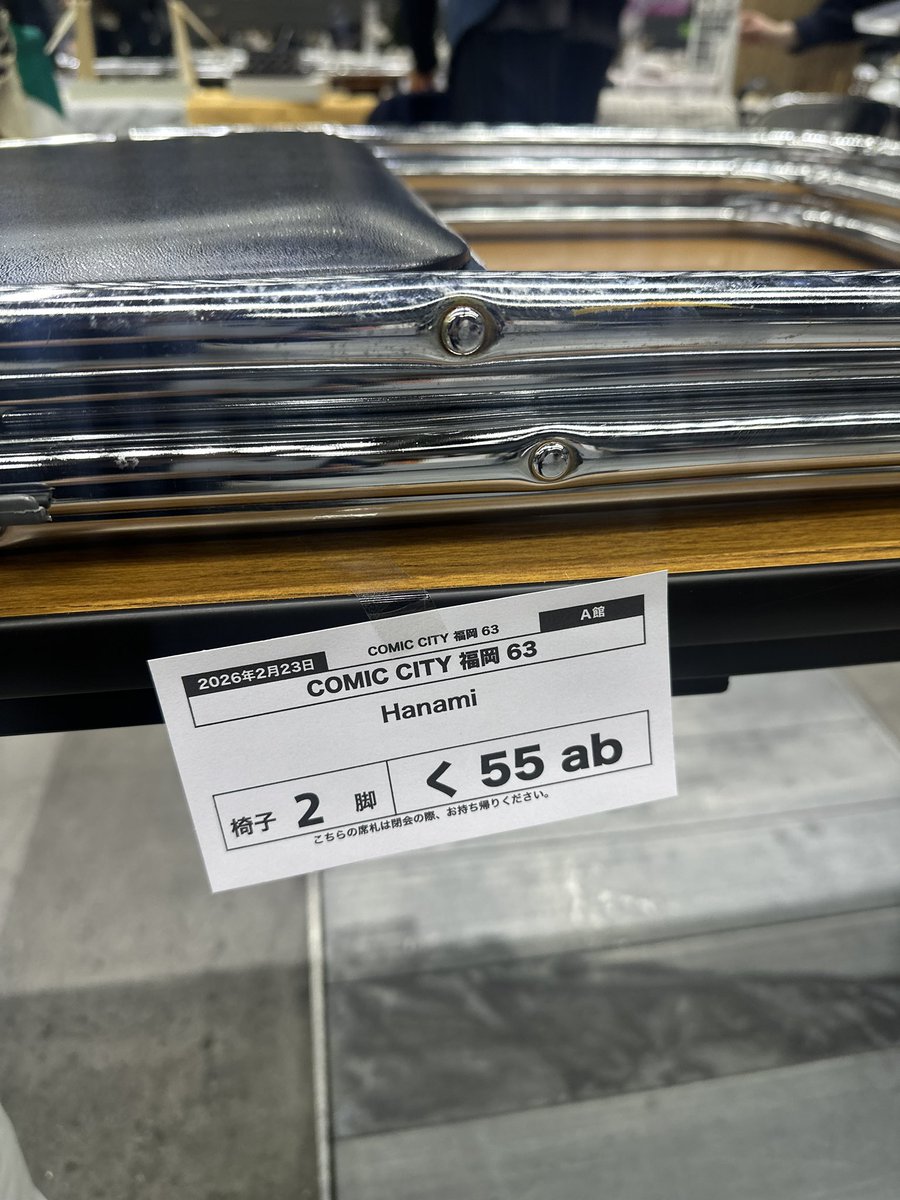 COMIC CITY 福岡 63
2026年2月23日
A館
COMIC CITY 福岡 63
Hanami
椅子 2 脚
く 55 ab
こちらの席札は閉会の際、お持ち帰りください。